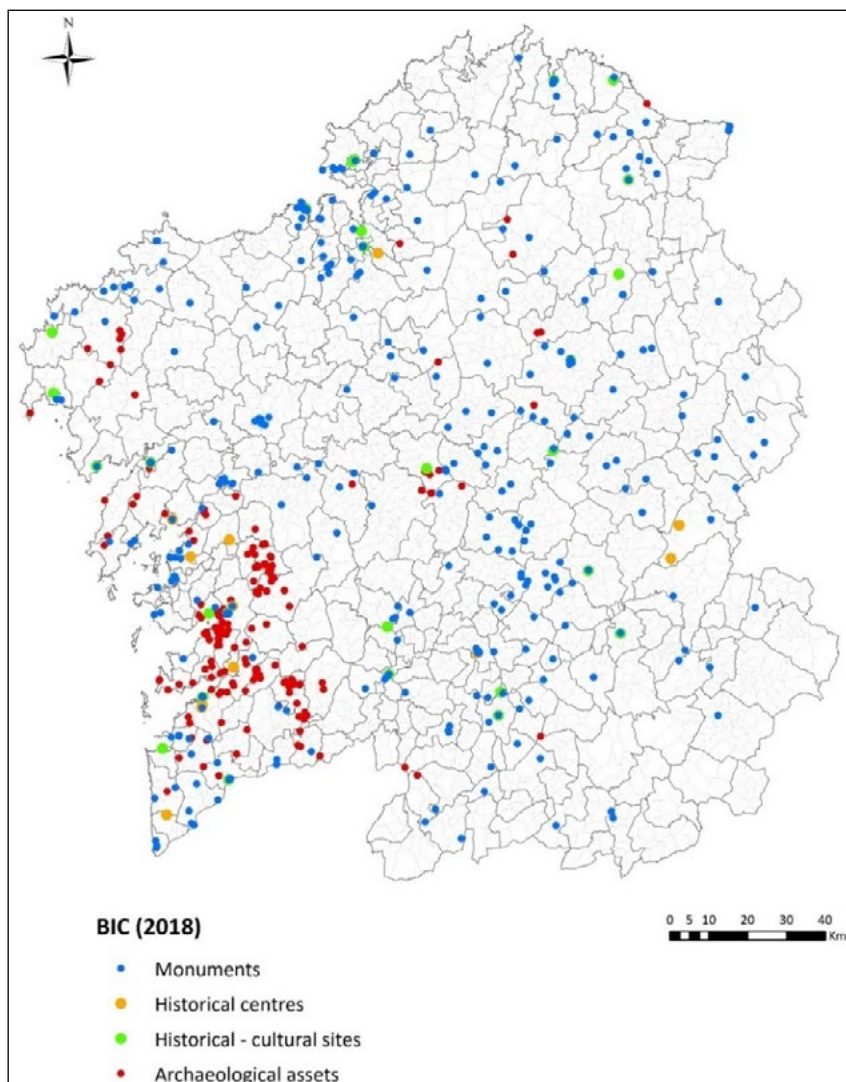 N
BIC (2018)
Monuments
Historical centres
Historical - cultural sites
Archaeological assets
0 5 10 20 30 40
Km